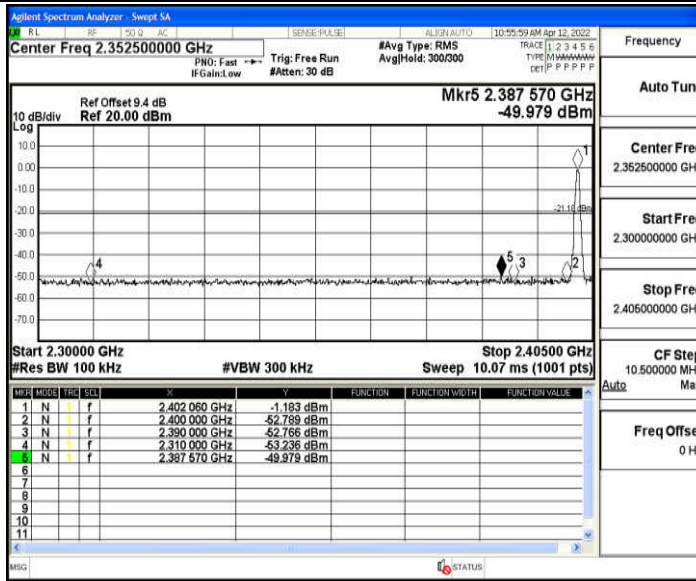 Agilent Spectrum Analyzer - Swept SA
RL RF 50 Ω AC SENSE:PULSE ALIGN AUTO 10:55:59 AM Apr 12, 2022
Center Freq 2.352500000 GHz
PNO: Fast
IFGain:Low
Trig: Free Run
#Atten: 30 dB
#Avg Type: RMS
Avg|Hold: 300/300
TRACE 1 2 3 4 5 6
TYPE MWWWWW
DET P P P P P P
Ref Offset 9.4 dB
Ref 20.00 dBm
10 dB/div
Log
Mkr5 2.387 570 GHz
-49.979 dBm
10.0
0.00
-10.0
-20.0
-30.0
-40.0
-50.0
-60.0
-70.0
1
-21.18 dBm
4
5
3
2
Start 2.30000 GHz Stop 2.40500 GHz
#Res BW 100 kHz #VBW 300 kHz Sweep 10.07 ms (1001 pts)
MKR MODE TRC SCL X Y FUNCTION FUNCTION WIDTH FUNCTION VALUE
1 N 1 f 2.402 060 GHz -1.183 dBm
2 N 1 f 2.400 000 GHz -52.789 dBm
3 N 1 f 2.390 000 GHz -52.766 dBm
4 N 1 f 2.310 000 GHz -53.236 dBm
5 N 1 f 2.387 570 GHz -49.979 dBm
6
7
8
9
10
11
MSG STATUS
Frequency
Auto Tun
Center Fre
2.352500000 GH
Start Fre
2.300000000 GH
Stop Fre
2.405000000 GH
CF Step
10.500000 MH
Auto Ma
Freq Offse
0 H